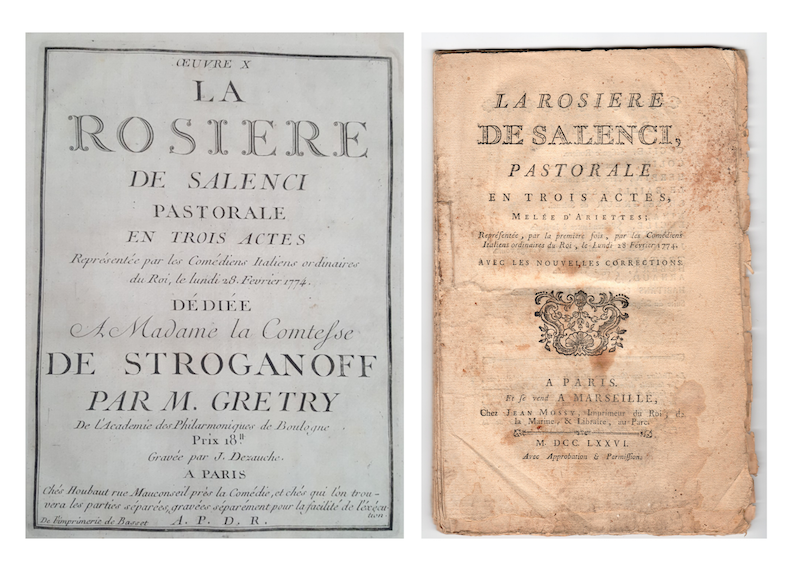 ŒUVRE X
LA
ROSIERE
DE SALENCI
PASTORALE
EN TROIS ACTES
Représentée par les Comédiens Italiens ordinaires
du Roi, le lundi 28. Fevrier 1774.
DÉDIÉE
A Madame la Comtesse
DE STROGANOFF
PAR M. GRETRY
De L'Academie des Philarmoniques de Boulogne
Prix 18ᵗᵗ
Gravée par J. Dezauche.
A PARIS
Chés Houbaut rue Mauconseil près la Comédie, et chés qui l'on trou-
vera les parties séparées, gravées séparement pour la facilité de l'éxécu
tion
De l'imprimerie de Basset A. P. D. R.
LA ROSIERE
DE SALENCI,
PASTORALE
EN TROIS ACTES,
MELÉE D'ARIETTES;
Représentée, par la première fois, par les Comédiens
Italiens ordinaires du Roi, le Lundi 28 Février 1774.
AVEC LES NOUVELLES CORRECTIONS.
A PARIS.
Et se vend A MARSEILLE,
Chez JEAN MOSSY, Imprimeur du Roi, de
la Marine, & Libraire, au Parc
M. DCC. LXXVI.
Avec Approbation & Permission.